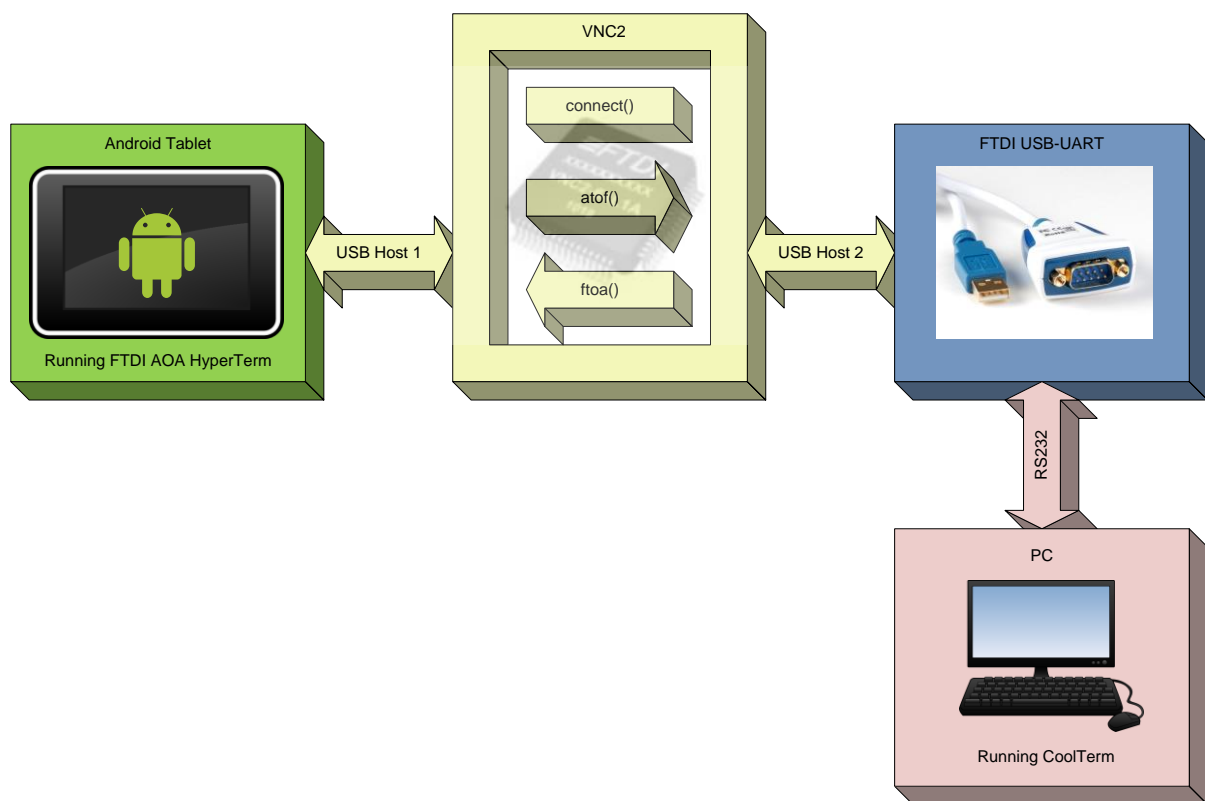 VNC2
connect()
Android Tablet
FTDI USB-UART
atof()
USB Host 1
USB Host 2
ftoa()
Running FTDI AOA HyperTerm
RS232
PC
Running CoolTerm